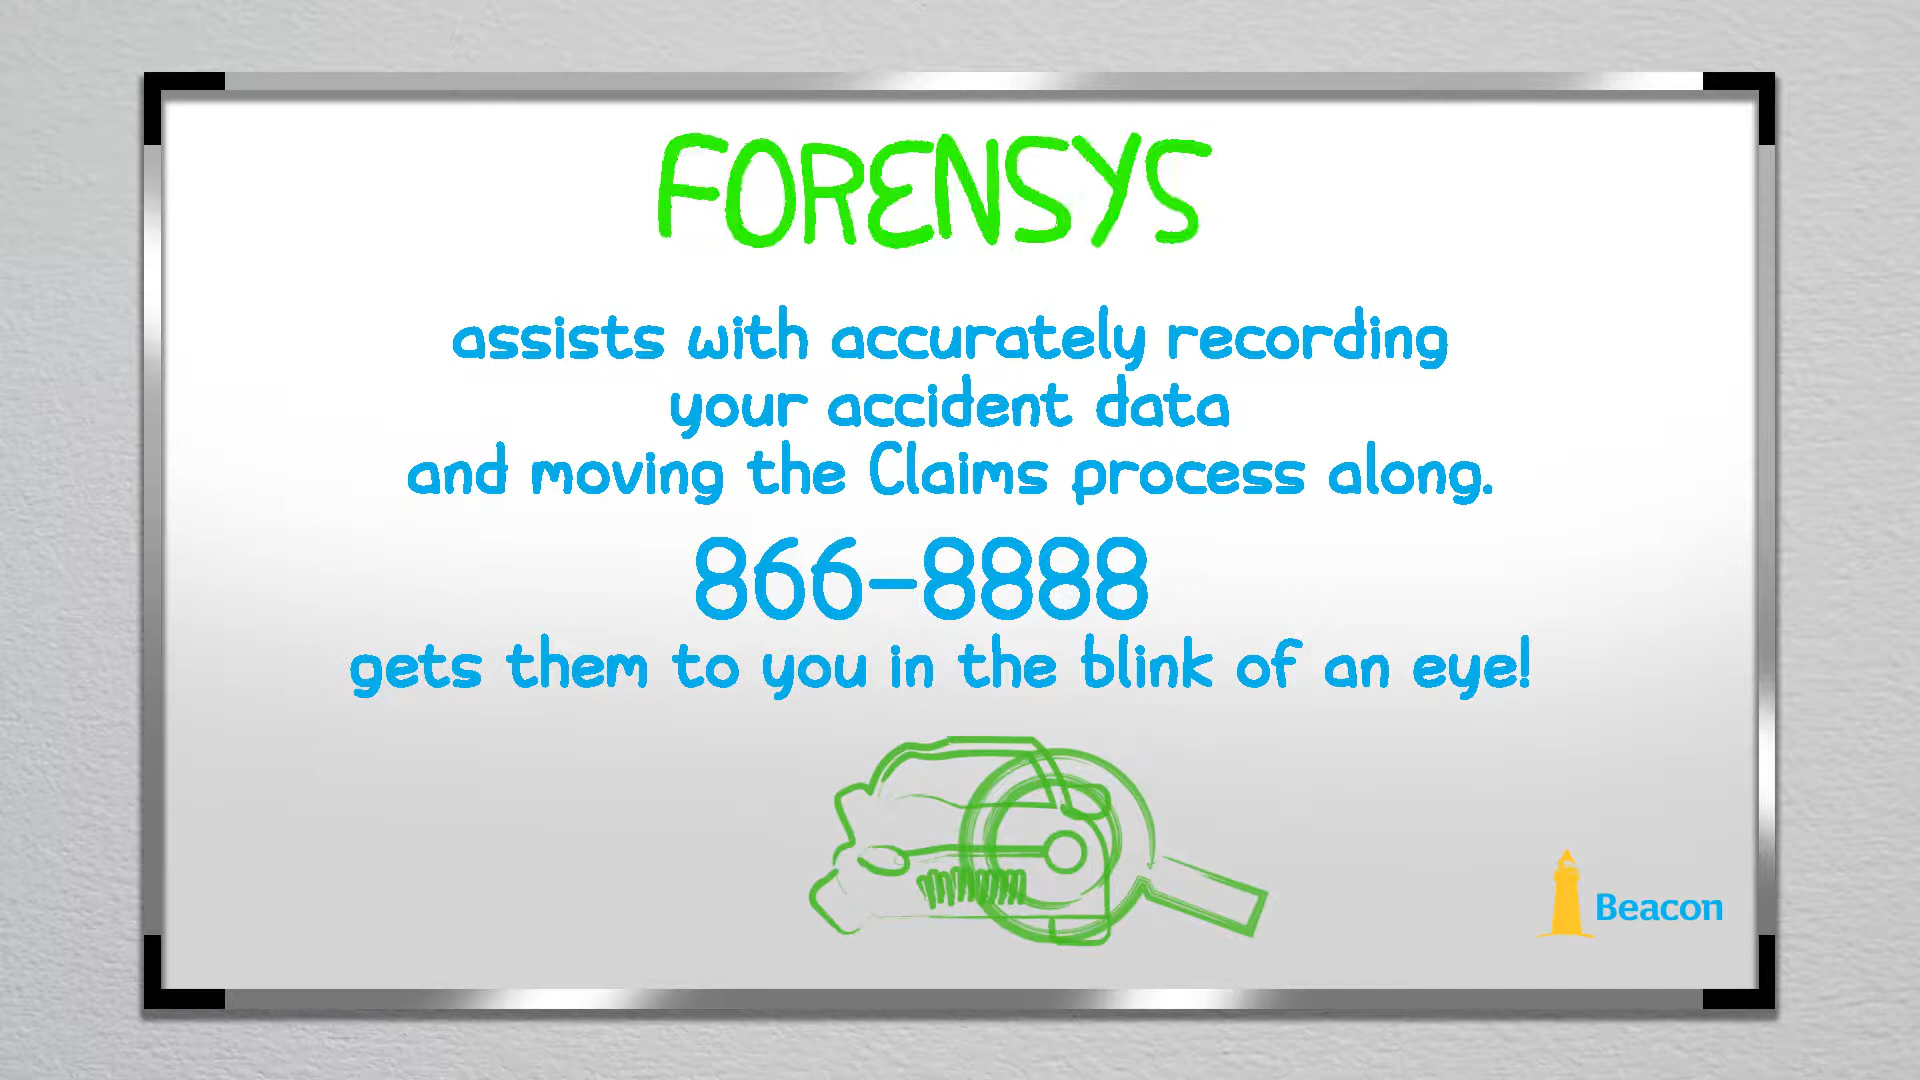 FORENSYS
assists with accurately recording
your accident data
and moving the Claims process along.
866-8888
gets them to you in the blink of an eye!
Beacon